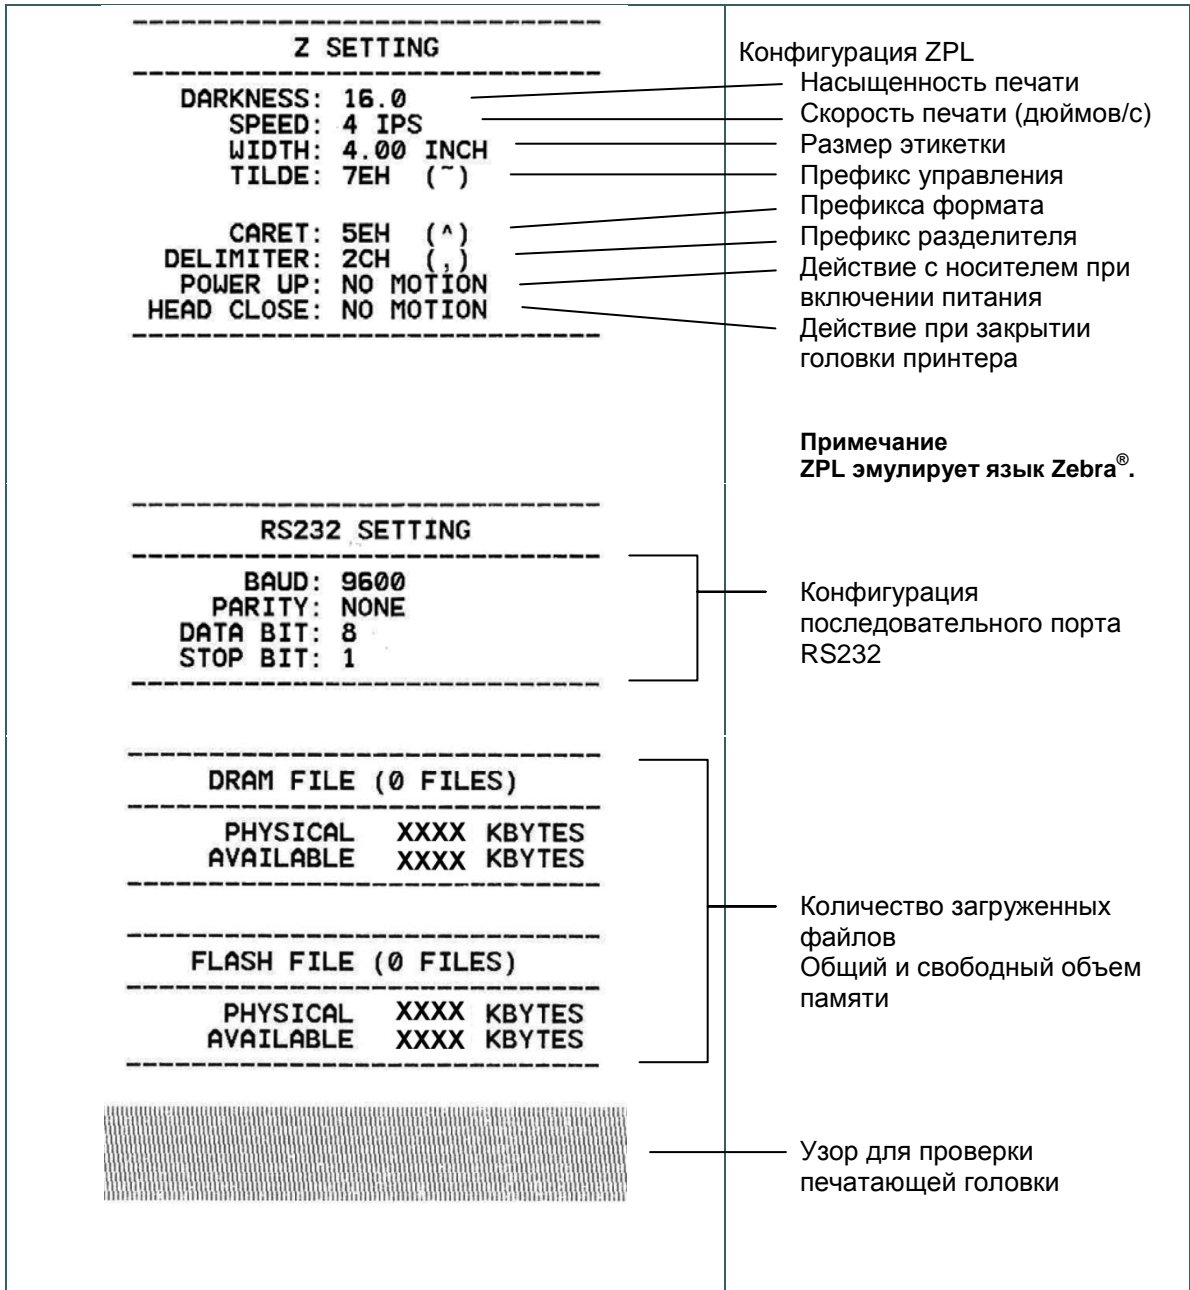 Z SETTING
DARKNESS: 16.0
SPEED: 4 IPS
WIDTH: 4.00 INCH
TILDE: 7EH (~)
CARET: 5EH (^)
DELIMITER: 2CH (,)
POWER UP: NO MOTION
HEAD CLOSE: NO MOTION
Конфигурация ZPL
Насыщенность печати
Скорость печати (дюймов/с)
Размер этикетки
Префикс управления
Префикса формата
Префикс разделителя
Действие с носителем при
включении питания
Действие при закрытии
головки принтера
Примечание
ZPL эмулирует язык Zebra®.
RS232 SETTING
BAUD: 9600
PARITY: NONE
DATA BIT: 8
STOP BIT: 1
Конфигурация
последовательного порта
RS232
DRAM FILE (0 FILES)
PHYSICAL XXXX KBYTES
AVAILABLE XXXX KBYTES
FLASH FILE (0 FILES)
PHYSICAL XXXX KBYTES
AVAILABLE XXXX KBYTES
Количество загруженных
файлов
Общий и свободный объем
памяти
Узор для проверки
печатающей головки